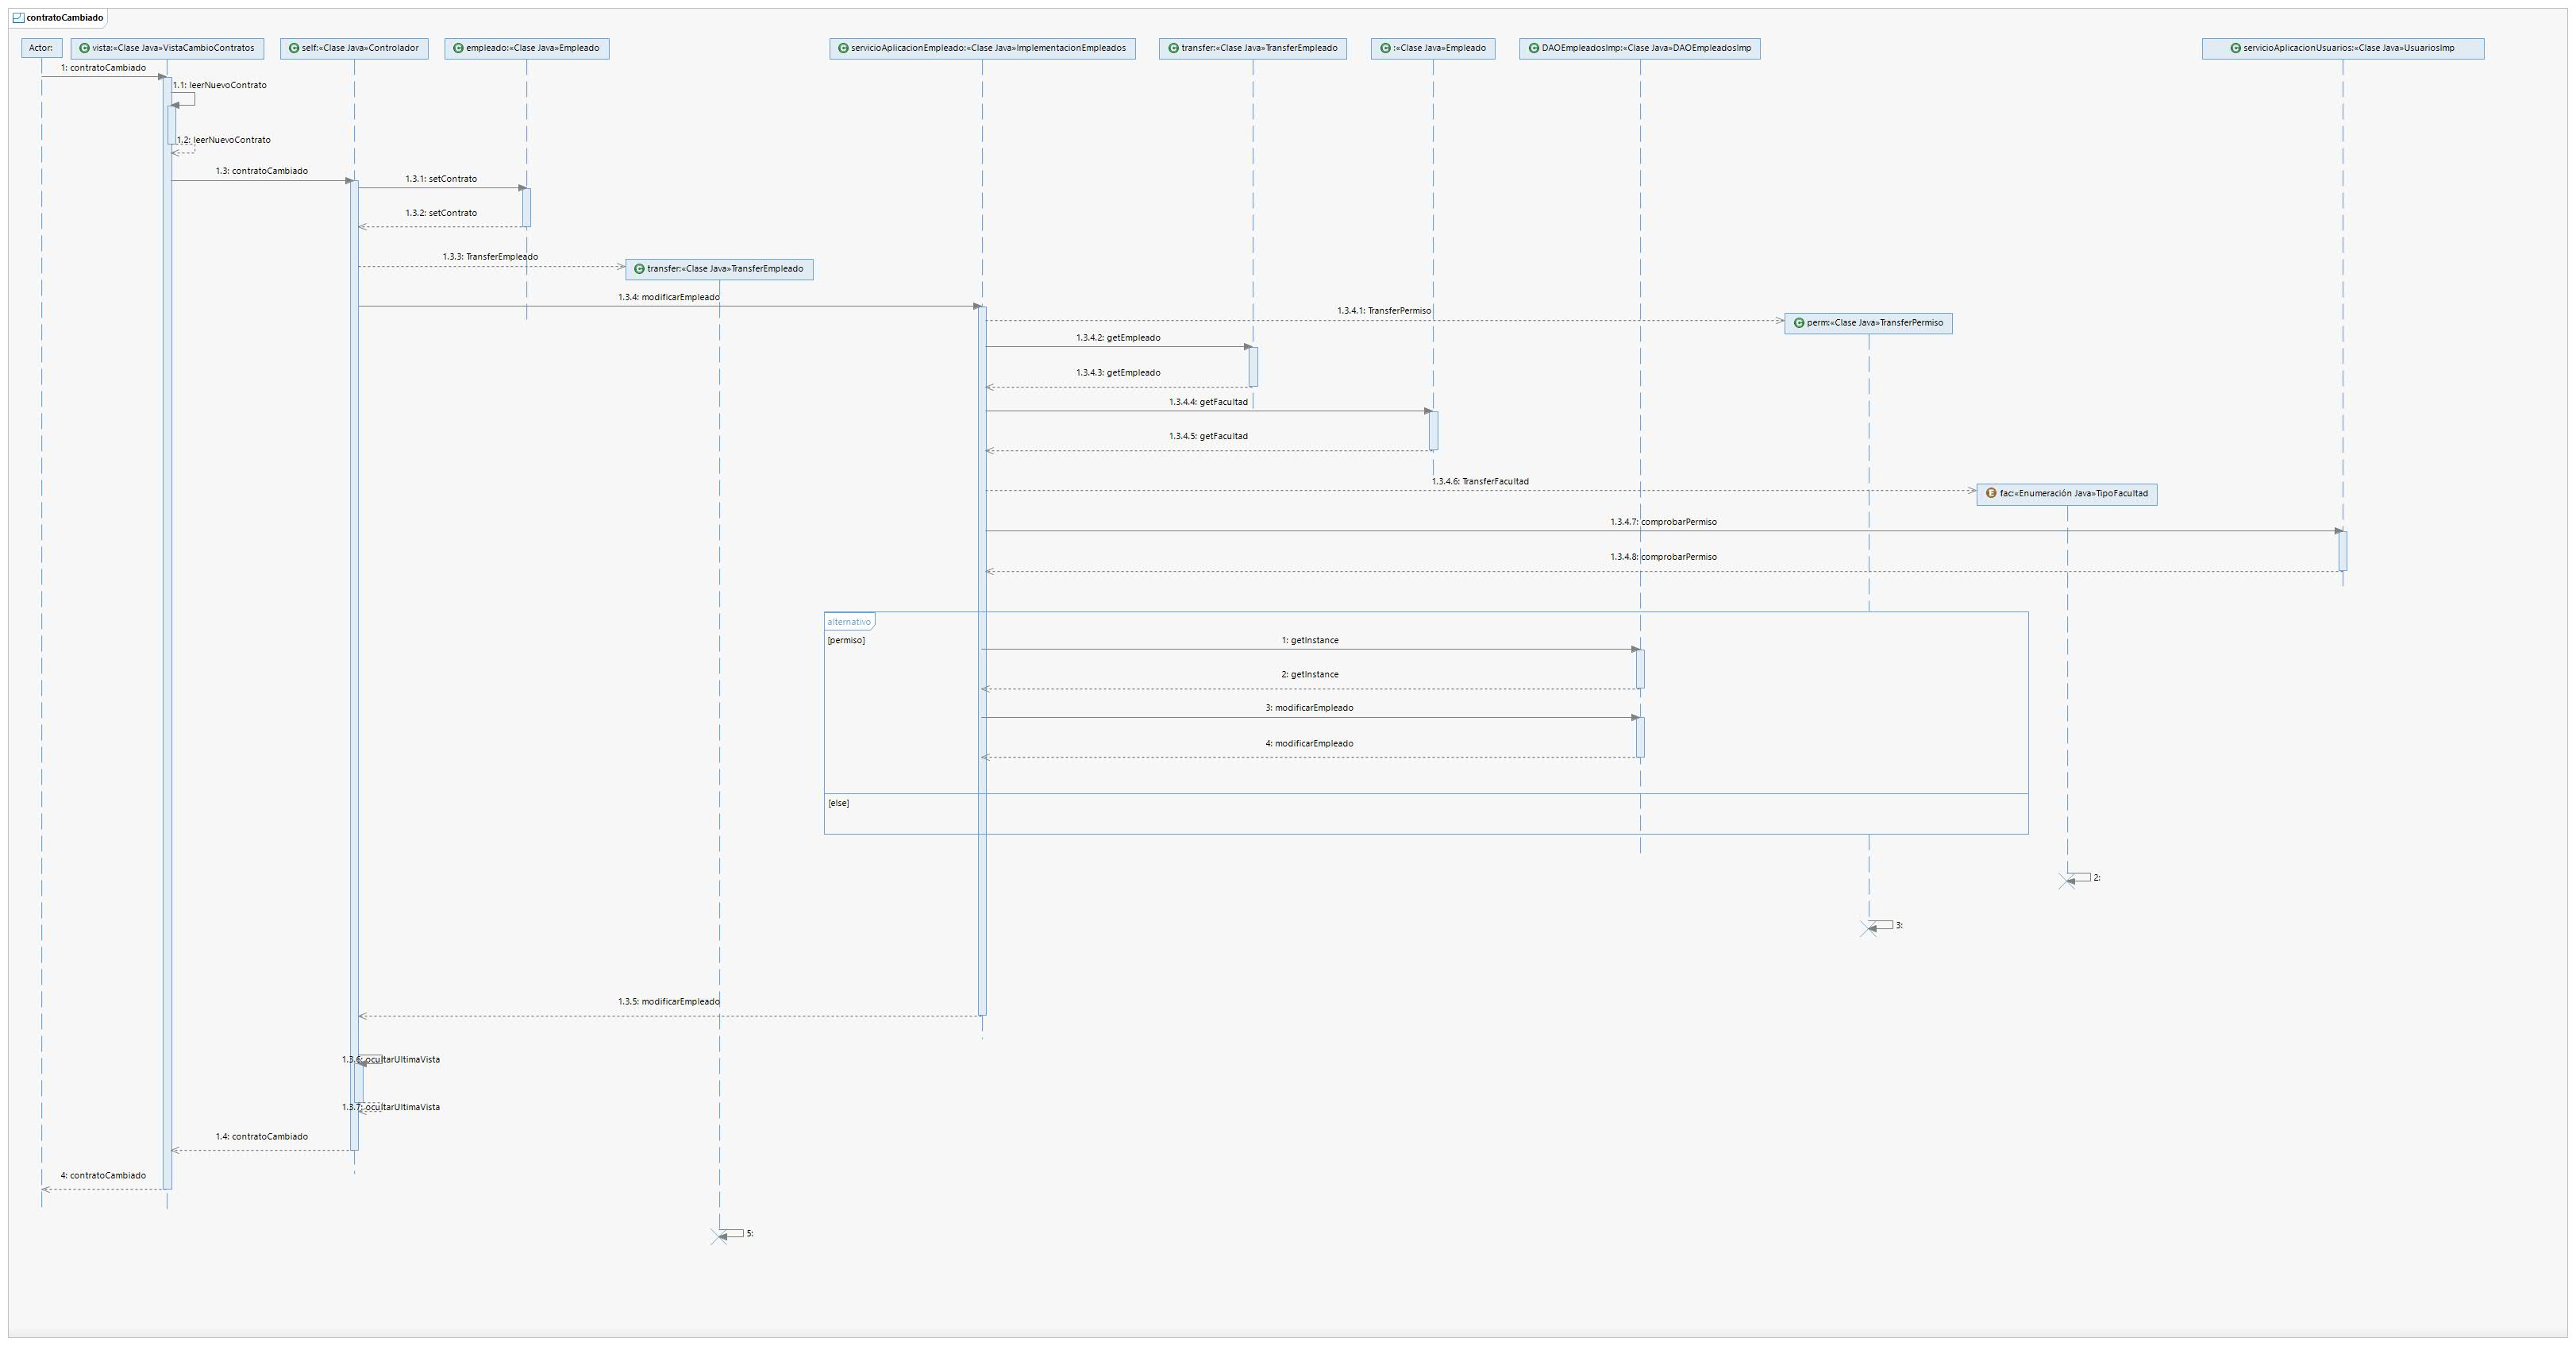 contratoCambiado
Actor:
vista:«Clase Java»VistaCambioContratos
self:«Clase Java»Controlador
empleado:«Clase Java»Empleado
servicioAplicacionEmpleado:«Clase Java»ImplementacionEmpleados
transfer:«Clase Java»TransferEmpleado
:«Clase Java»Empleado
DAOEmpleadosImp:«Clase Java»DAOEmpleadosImp
servicioAplicacionUsuarios:«Clase Java»UsuariosImp
1: contratoCambiado
1.1: leerNuevoContrato
1.2: leerNuevoContrato
1.3: contratoCambiado
1.3.1: setContrato
1.3.2: setContrato
1.3.3: TransferEmpleado
transfer:«Clase Java»TransferEmpleado
1.3.4: modificarEmpleado
1.3.4.1: TransferPermiso
perm:«Clase Java»TransferPermiso
1.3.4.2: getEmpleado
1.3.4.3: getEmpleado
1.3.4.4: getFacultad
1.3.4.5: getFacultad
1.3.4.6: TransferFacultad
fac:«Enumeración Java»TipoFacultad
1.3.4.7: comprobarPermiso
1.3.4.8: comprobarPermiso
alternativo
[permiso]
1: getInstance
2: getInstance
3: modificarEmpleado
4: modificarEmpleado
[else]
2:
3:
1.3.5: modificarEmpleado
1.3.6: ocultarUltimaVista
1.3.7: ocultarUltimaVista
1.4: contratoCambiado
4: contratoCambiado
5: